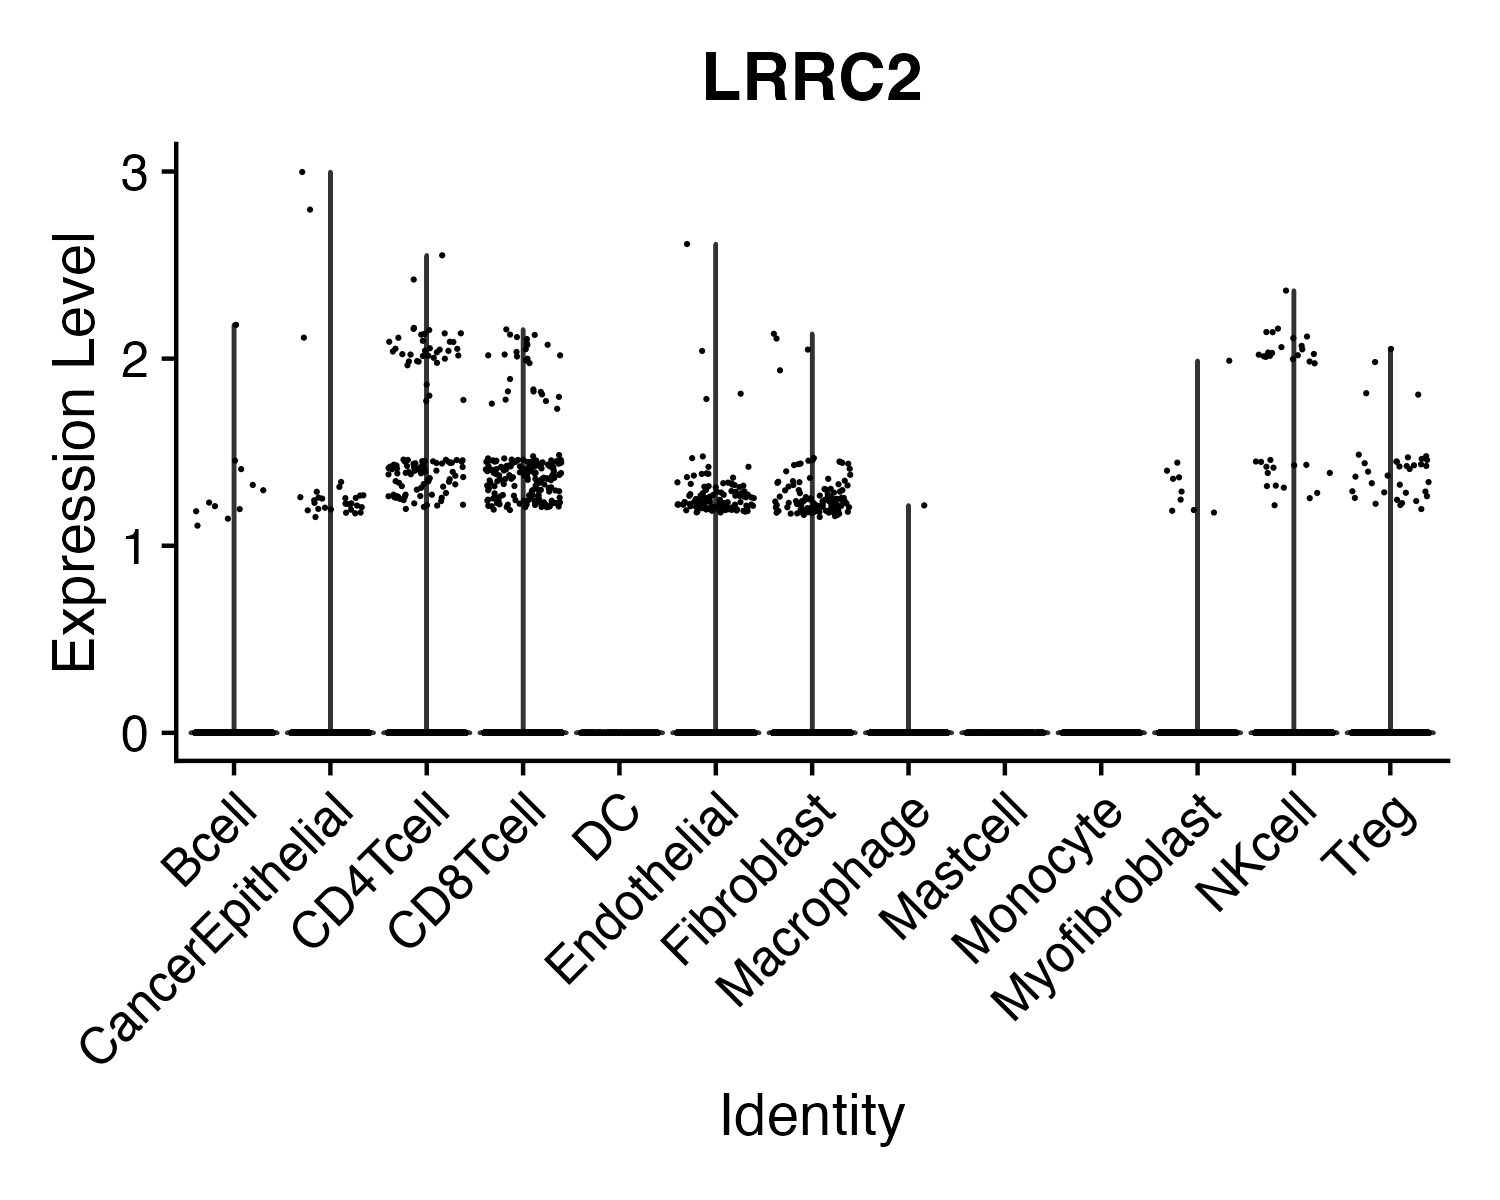 LRRC2
Expression Level
3
2
1
0
Bcell
CancerEpithelial
CD4Tcell
CD8Tcell
DC
Endothelial
Fibroblast
Macrophage
Mastcell
Monocyte
Myofibroblast
NKcell
Treg
Identity